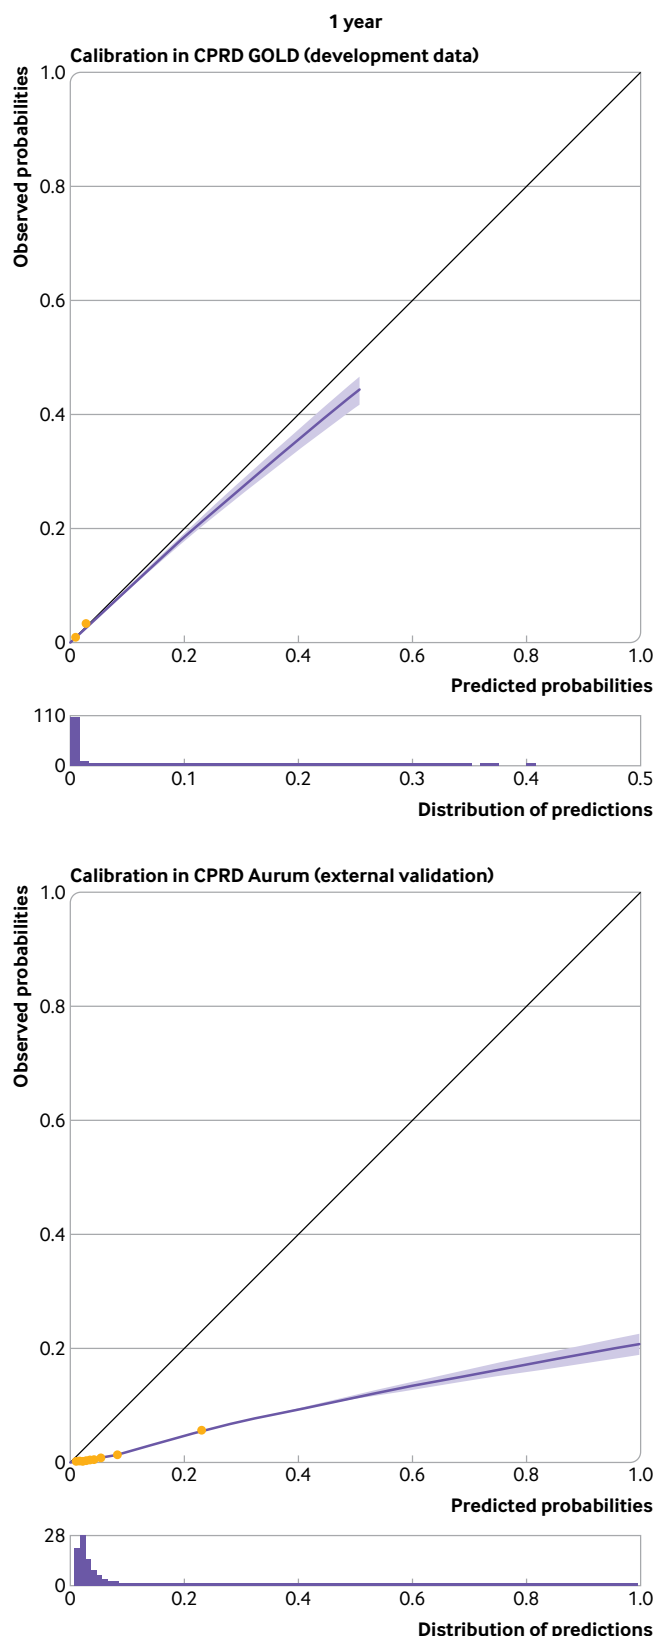 1 year
Calibration in CPRD GOLD (development data)
Observed probabilities
1.0
0.8
0.6
0.4
0.2
0
0 0.2 0.4 0.6 0.8 1.0
Predicted probabilities
110
0
0 0.1 0.2 0.3 0.4 0.5
Distribution of predictions
Calibration in CPRD Aurum (external validation)
Observed probabilities
1.0
0.8
0.6
0.4
0.2
0
0 0.2 0.4 0.6 0.8 1.0
Predicted probabilities
28
0
0 0.2 0.4 0.6 0.8 1.0
Distribution of predictions